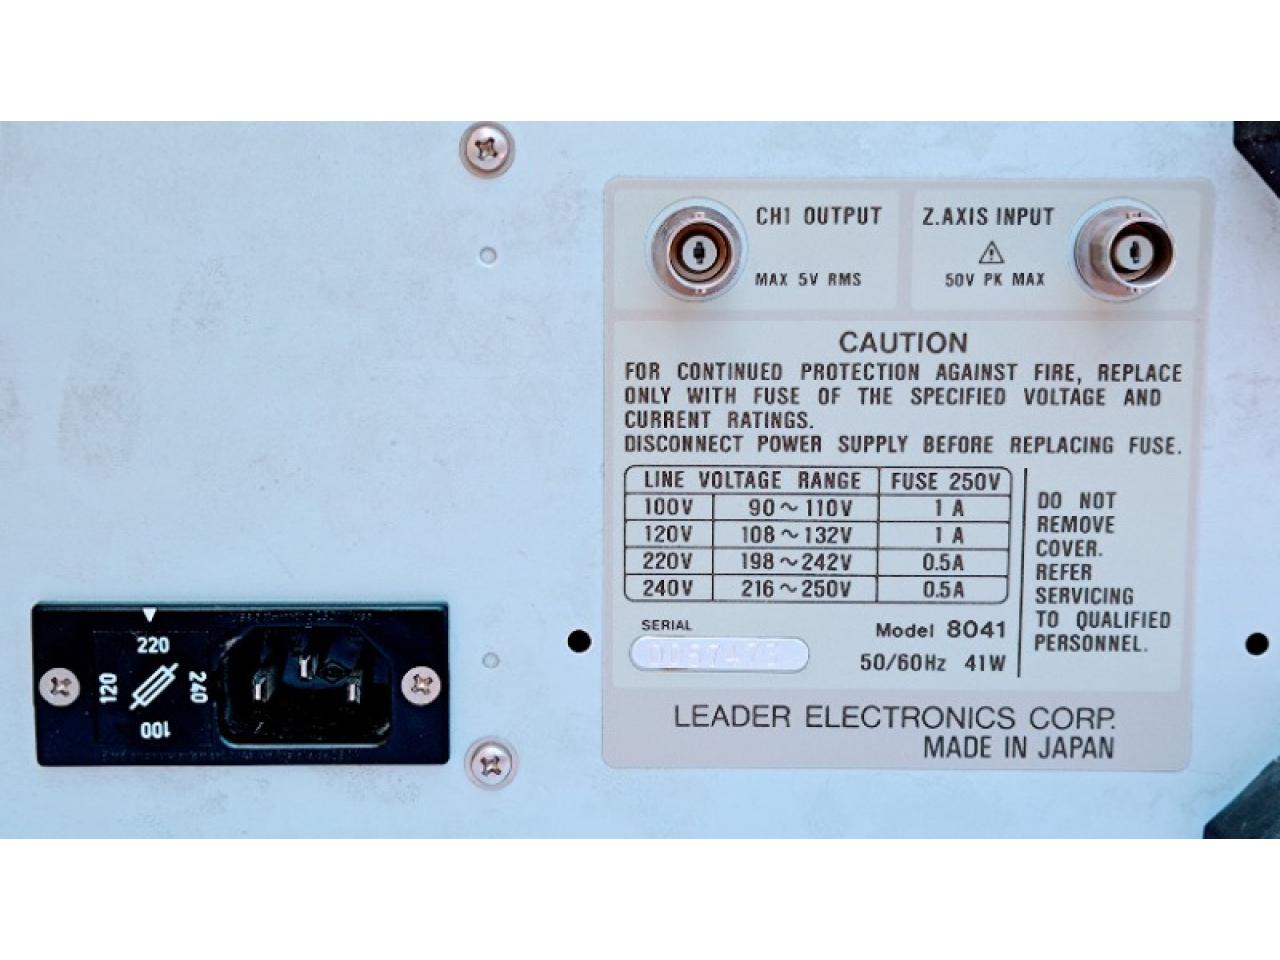 CH1 OUTPUT
MAX 5V RMS
Z.AXIS INPUT
50V PK MAX
CAUTION
FOR CONTINUED PROTECTION AGAINST FIRE, REPLACE
ONLY WITH FUSE OF THE SPECIFIED VOLTAGE AND
CURRENT RATINGS.
DISCONNECT POWER SUPPLY BEFORE REPLACING FUSE.
LINE VOLTAGE RANGE FUSE 250V
100V 90~110V 1 A
120V 108~132V 1 A
220V 198~242V 0.5A
240V 216~250V 0.5A
DO NOT
REMOVE
COVER.
REFER
SERVICING
TO QUALIFIED
PERSONNEL.
SERIAL
Model 8041
50/60Hz 41W
LEADER ELECTRONICS CORP.
MADE IN JAPAN
220
120
240
100